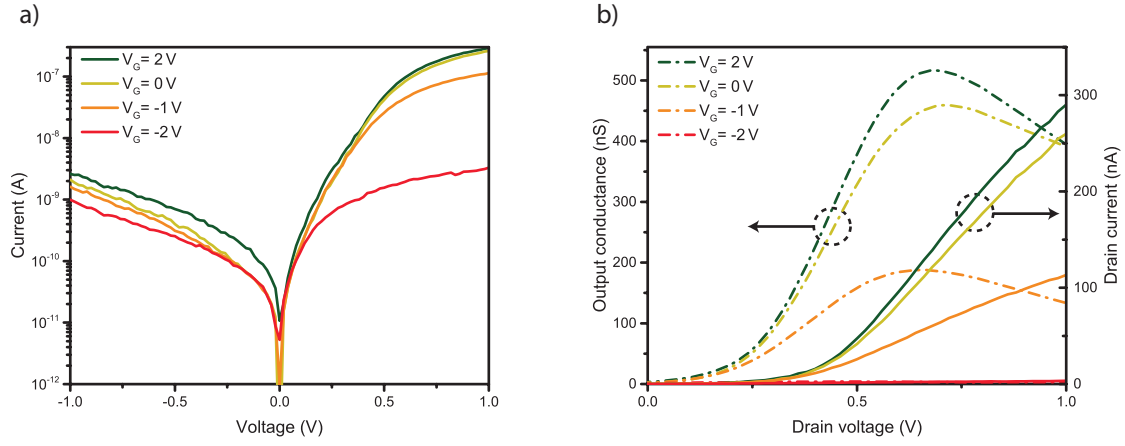 a)
V_G= 2 V
V_G= 0 V
V_G= -1 V
V_G= -2 V
10^-7
10^-8
10^-9
10^-10
10^-11
10^-12
Current (A)
-1.0
-0.5
0.0
0.5
1.0
Voltage (V)
b)
V_G= 2 V
V_G= 0 V
V_G= -1 V
V_G= -2 V
500
400
300
200
100
0
Output conductance (nS)
300
200
100
0
Drain current (nA)
0.0
0.5
1.0
Drain voltage (V)